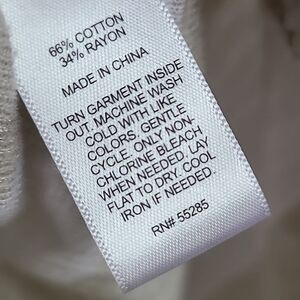 66% COTTON
34% RAYON
MADE IN CHINA
TURN GARMENT INSIDE
OUT. MACHINE WASH
COLD WITH LIKE
COLORS, GENTLE
CYCLE. ONLY NON-
CHLORINE BLEACH
WHEN NEEDED. LAY
FLAT TO DRY. COOL
IRON IF NEEDED.
RN# 55285